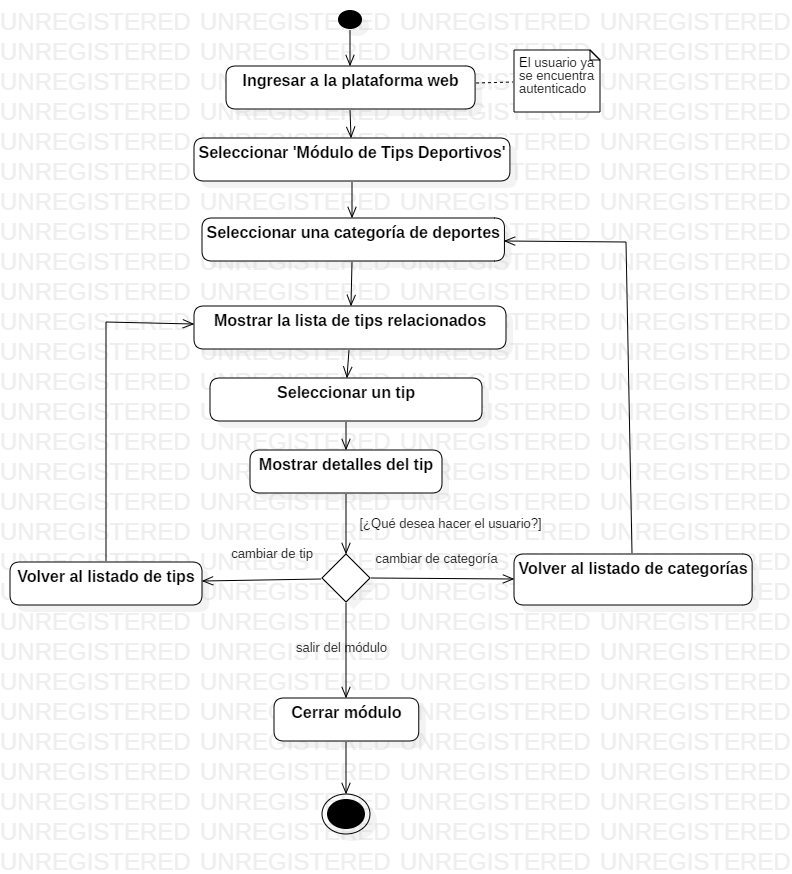 Ingresar a la plataforma web
El usuario ya
se encuentra
autenticado
Seleccionar 'Módulo de Tips Deportivos'
Seleccionar una categoría de deportes
Mostrar la lista de tips relacionados
Seleccionar un tip
Mostrar detalles del tip
[¿Qué desea hacer el usuario?]
cambiar de tip
cambiar de categoría
Volver al listado de tips
Volver al listado de categorías
salir del módulo
Cerrar módulo
UNREGISTERED